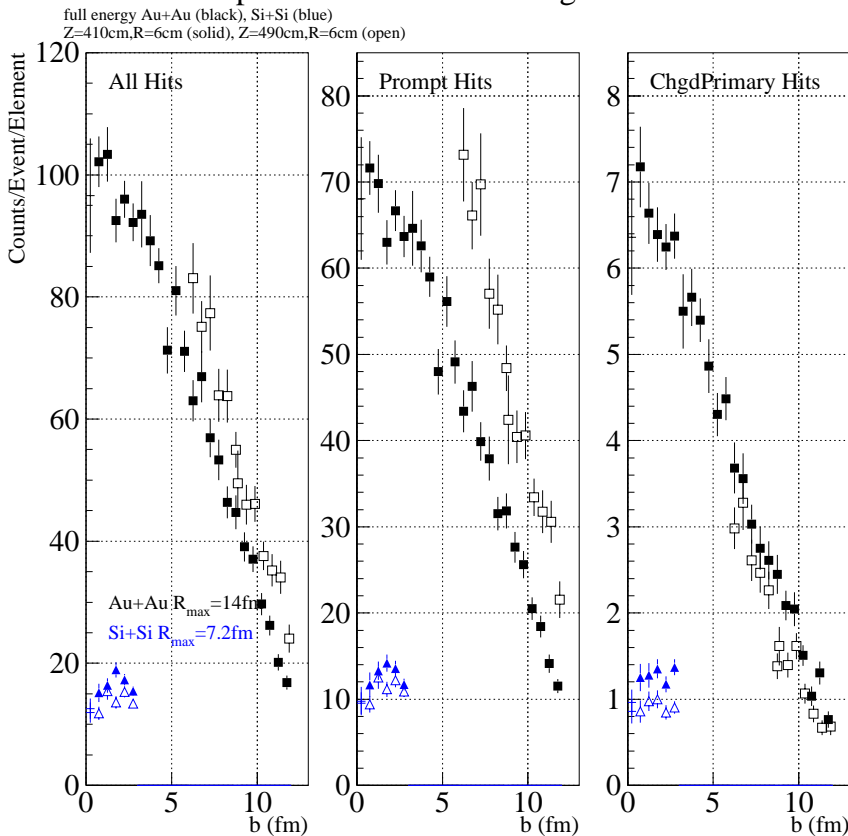 full energy Au+Au (black), Si+Si (blue)
Z=410cm,R=6cm (solid), Z=490cm,R=6cm (open)
Counts/Event/Element
120
100
80
60
40
20
0
All Hits
Au+Au Rmax=14fm
Si+Si Rmax=7.2fm
0 5 10
b (fm)
80
70
60
50
40
30
20
10
0
Prompt Hits
0 5 10
b (fm)
8
7
6
5
4
3
2
1
0
ChgdPrimary Hits
0 5 10
b (fm)